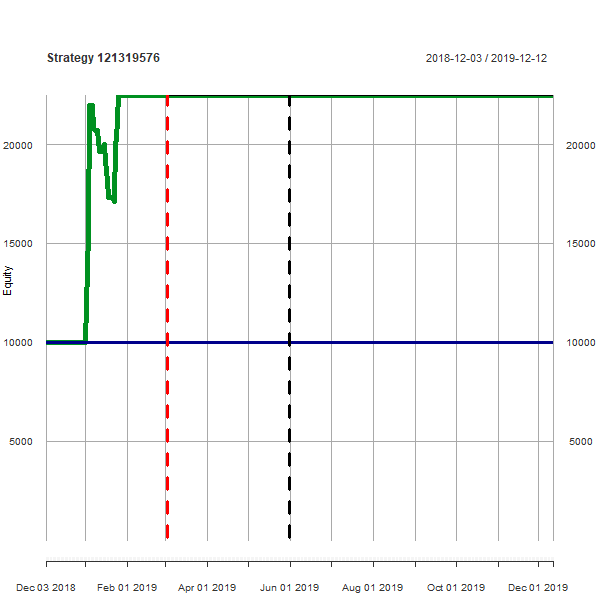 Strategy 121319576
2018-12-03 / 2019-12-12
20000
20000
15000
15000
Equity
10000
10000
5000
5000
Dec 03 2018
Feb 01 2019
Apr 01 2019
Jun 01 2019
Aug 01 2019
Oct 01 2019
Dec 01 2019